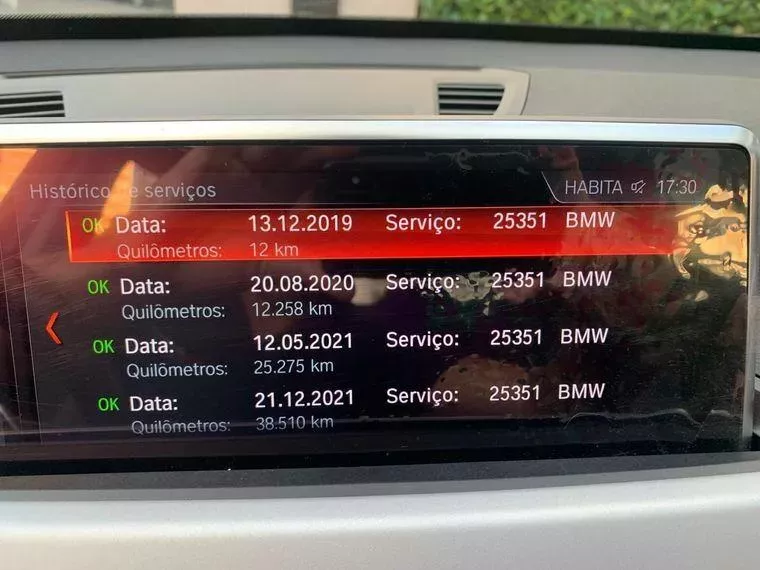 Histórico de serviços
HABITA 17:30
OK Data: 13.12.2019 Serviço: 25351 BMW
Quilômetros: 12 km
OK Data: 20.08.2020 Serviço: 25351 BMW
Quilômetros: 12.258 km
OK Data: 12.05.2021 Serviço: 25351 BMW
Quilômetros: 25.275 km
OK Data: 21.12.2021 Serviço: 25351 BMW
Quilômetros: 38.510 km